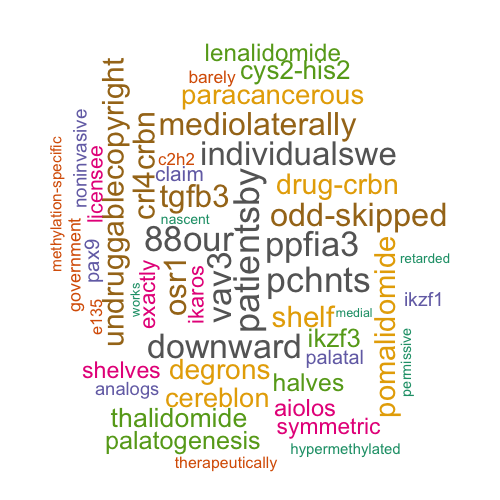 lenalidomide
cys2-his2
barely
paracancerous
mediolaterally
individualswe
c2h2
claim
drug-crbn
tgfb3
odd-skipped
nascent
88our
ppfia3
pchnts
retarded
osr1
vav3
patientsby
undruggablecopyright
crl4crbn
noninvasive
licensee
methylation-specific
government
pax9
e135
works
exactly
ikaros
shelf
medial
ikzf1
pomalidomide
permissive
downward
ikzf3
palatal
shelves
degrons
halves
analogs
cereblon
aiolos
thalidomide
symmetric
palatogenesis
hypermethylated
therapeutically